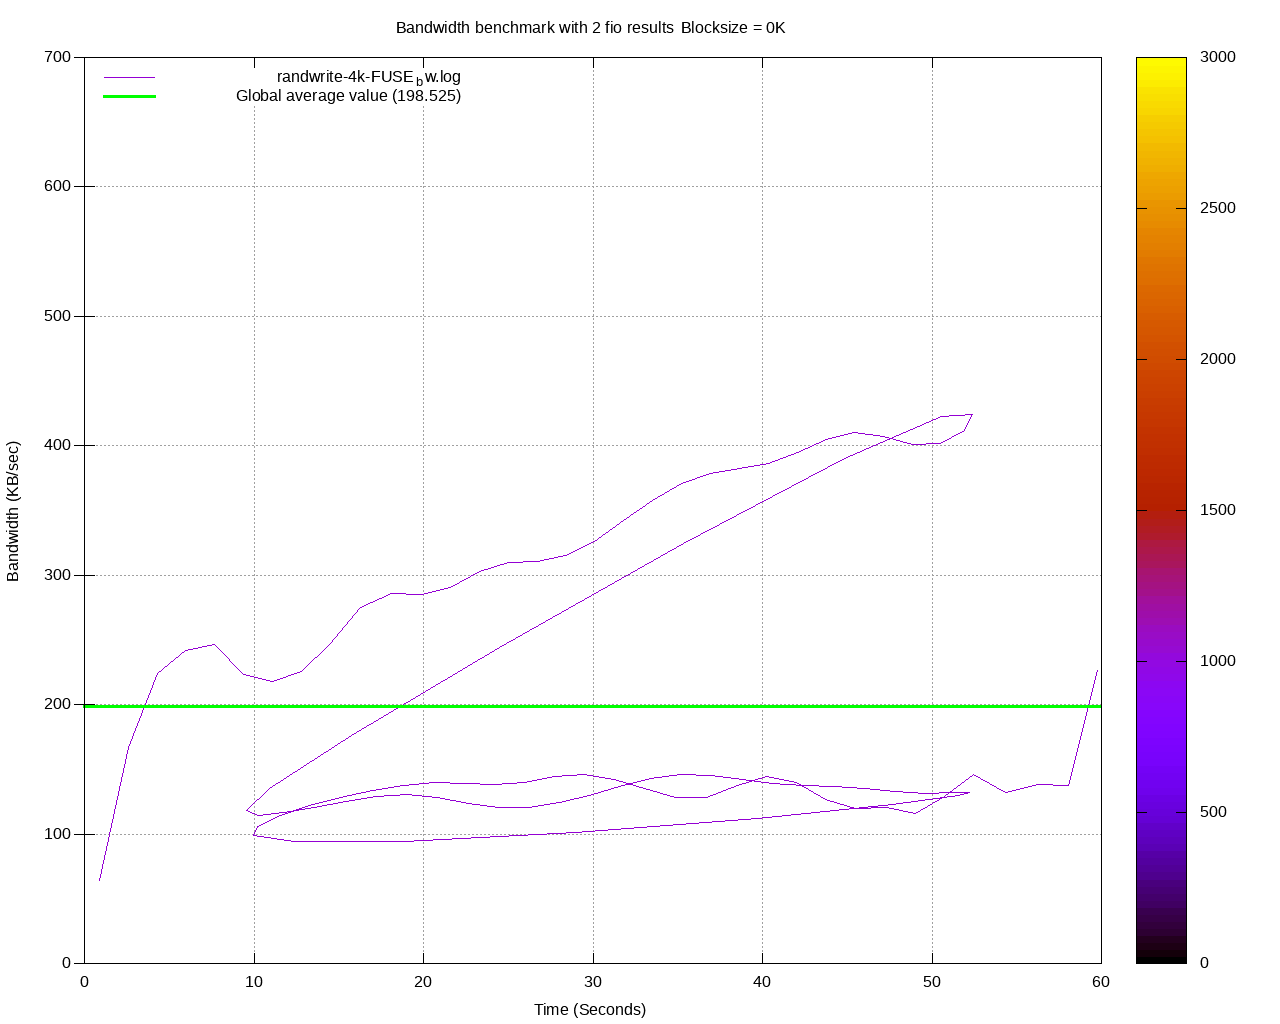 Bandwidth benchmark with 2 fio results Blocksize = 0K
randwrite-4k-FUSE_bw.log
Global average value (198.525)
700
600
500
400
300
200
100
0
Bandwidth (KB/sec)
0 10 20 30 40 50 60
Time (Seconds)
3000
2500
2000
1500
1000
500
0